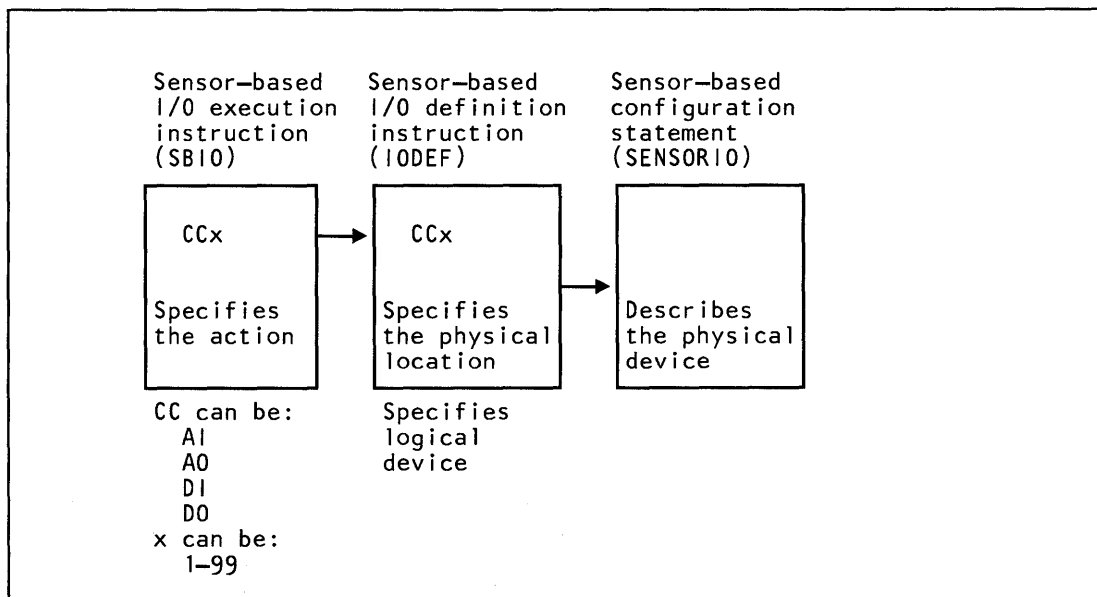 Sensor—based
I/O execution
instruction
(SBIO)
Sensor—based
I/O definition
instruction
(IODEF)
Sensor—based
configuration
statement
(SENSORIO)
CCx
Specifies
the action
CCx
Specifies
the physical
location
Describes
the physical
device
CC can be:
AI
AO
DI
DO
x can be:
1—99
Specifies
logical
device